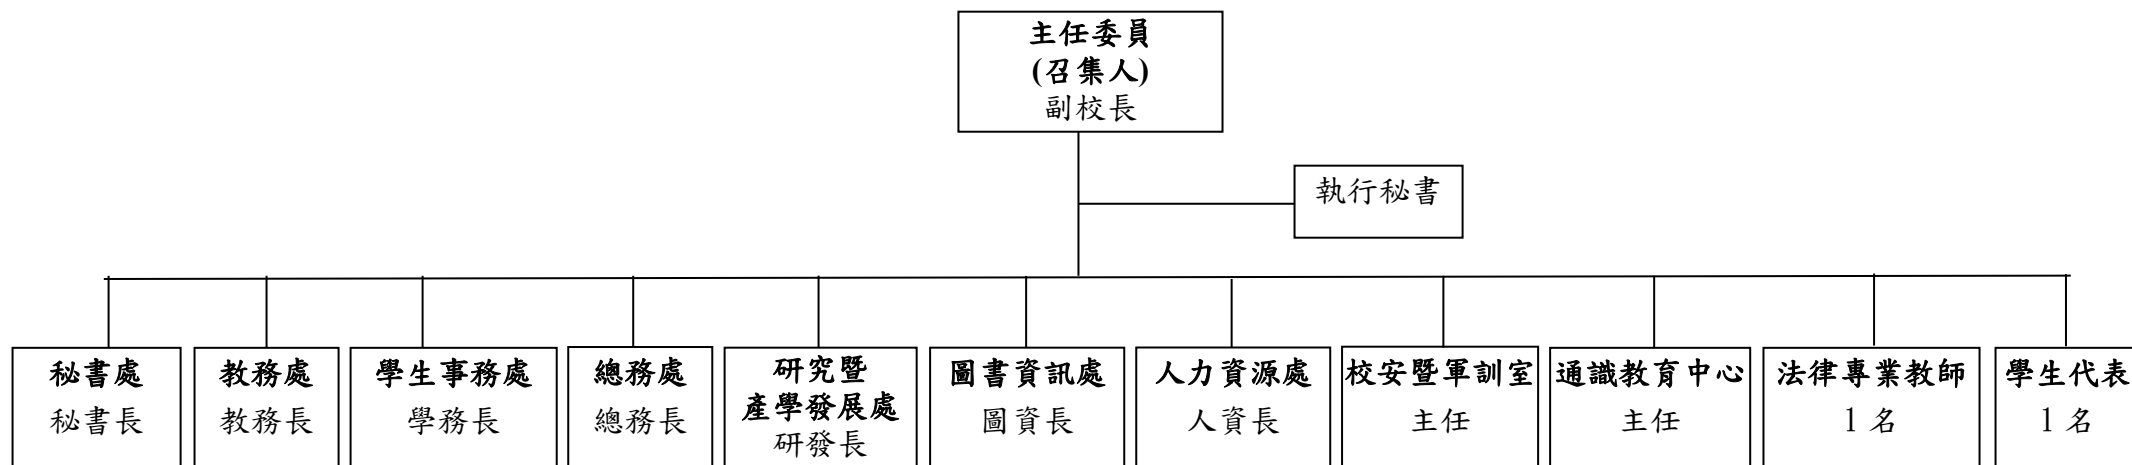 主任委員
(召集人)
副校長
執行秘書
秘書處
秘書長
教務處
教務長
學生事務處
學務長
總務處
總務長
研究暨
產學發展處
研發長
圖書資訊處
圖資長
人力資源處
人資長
校安暨軍訓室
主任
通識教育中心
主任
法律專業教師
1 名
學生代表
1 名